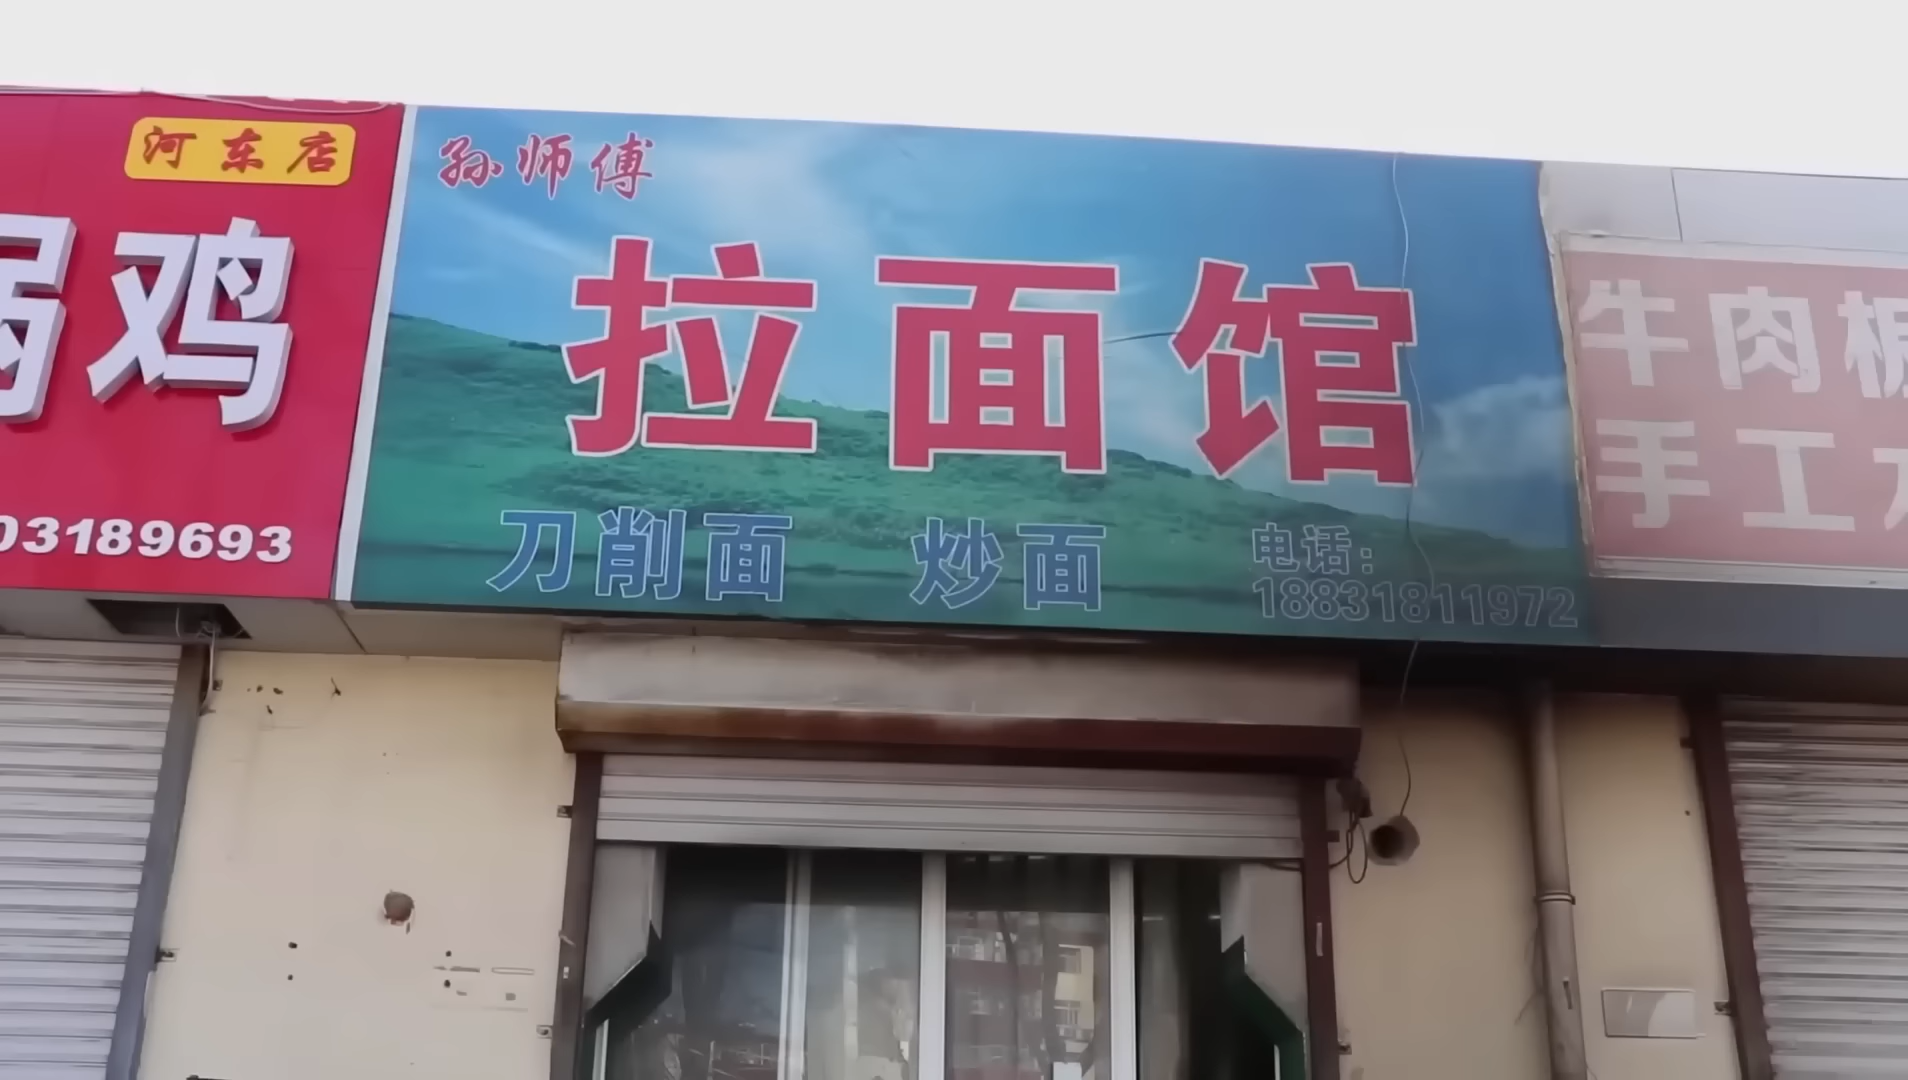 河东店
鸡
03189693
孙师傅
拉面馆
刀削面 炒面 电话:
18831811972
牛肉板
手工